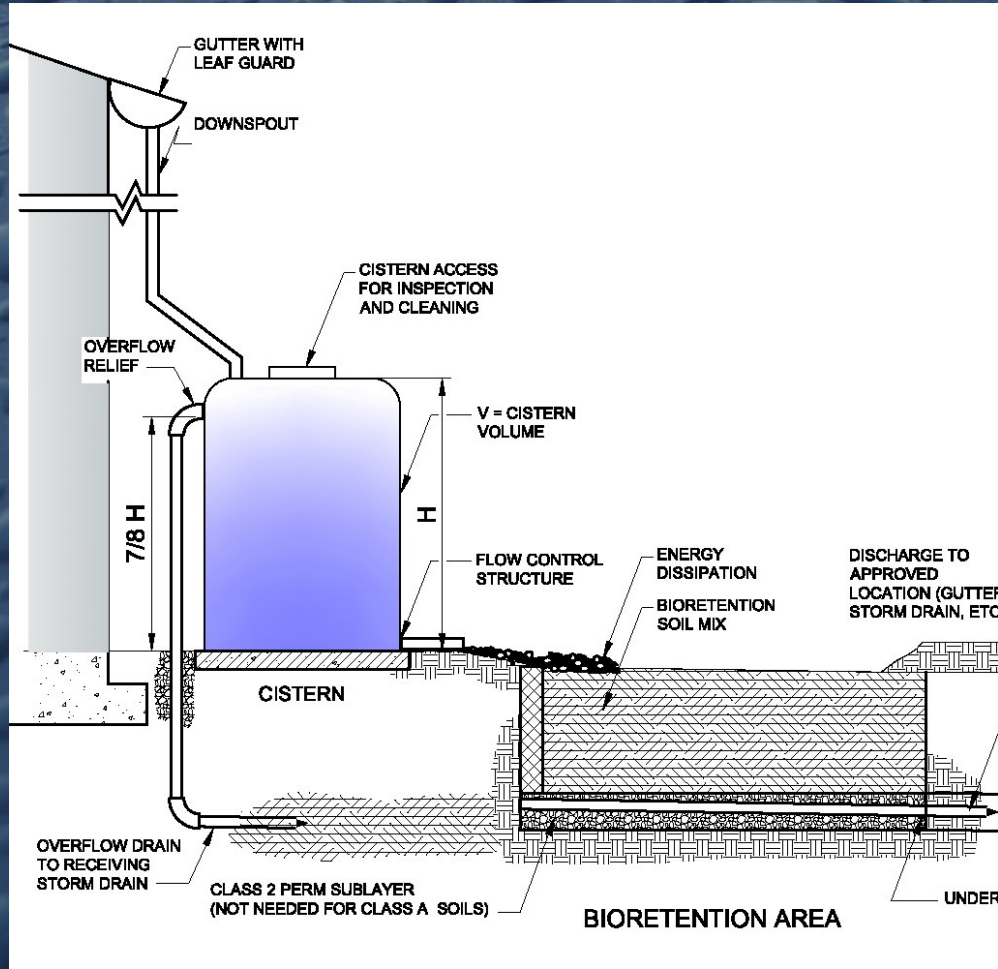 GUTTER WITH
LEAF GUARD
DOWNSPOUT
CISTERN ACCESS
FOR INSPECTION
AND CLEANING
OVERFLOW
RELIEF
V = CISTERN
VOLUME
7/8 H
H
FLOW CONTROL
STRUCTURE
ENERGY
DISSIPATION
BIORETENTION
SOIL MIX
DISCHARGE TO
APPROVED
LOCATION (GUTTER
STORM DRAIN, ETC
CISTERN
OVERFLOW DRAIN
TO RECEIVING
STORM DRAIN
CLASS 2 PERM SUBLAYER
(NOT NEEDED FOR CLASS A SOILS)
UNDER
BIORETENTION AREA